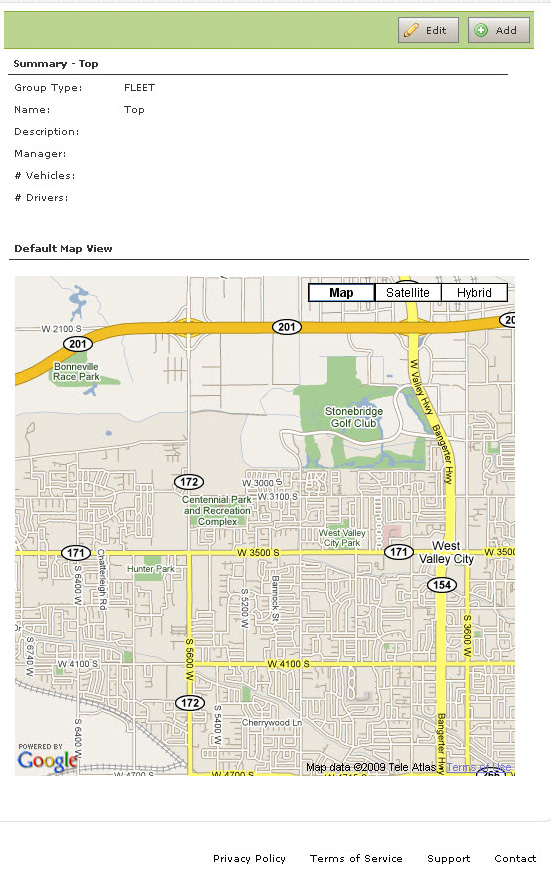 Edit Add
Summary - Top
Group Type: FLEET
Name: Top
Description:
Manager:
# Vehicles:
# Drivers:
Default Map View
Map Satellite Hybrid
W 2100 S
201
201
20
Bonneville
Race Park
W Valley Hwy
Stonebridge
Golf Club
Bangerter Hwy
172
W 3000 S
W 3100 S
Centennial Park
and Recreation
Complex
West Valley
City Park
West
Valley City
171
W 3500 S
171
W 3500
Hunter Park
Chatterleigh Rd
S 6400 W
S 5200 W
Bannock St
154
S 3600 W
S 6740 W
Dr
S 5600 W
W 4100 S
W 4100 S
172
S 6400 W
S 5400 W
Cherrywood Ln
Bangerter Hwy
POWERED BY
Google
W 4700 S
W 4715 S
Map data ©2009 Tele Atlas - Terms of Use
266
Privacy Policy Terms of Service Support Contact